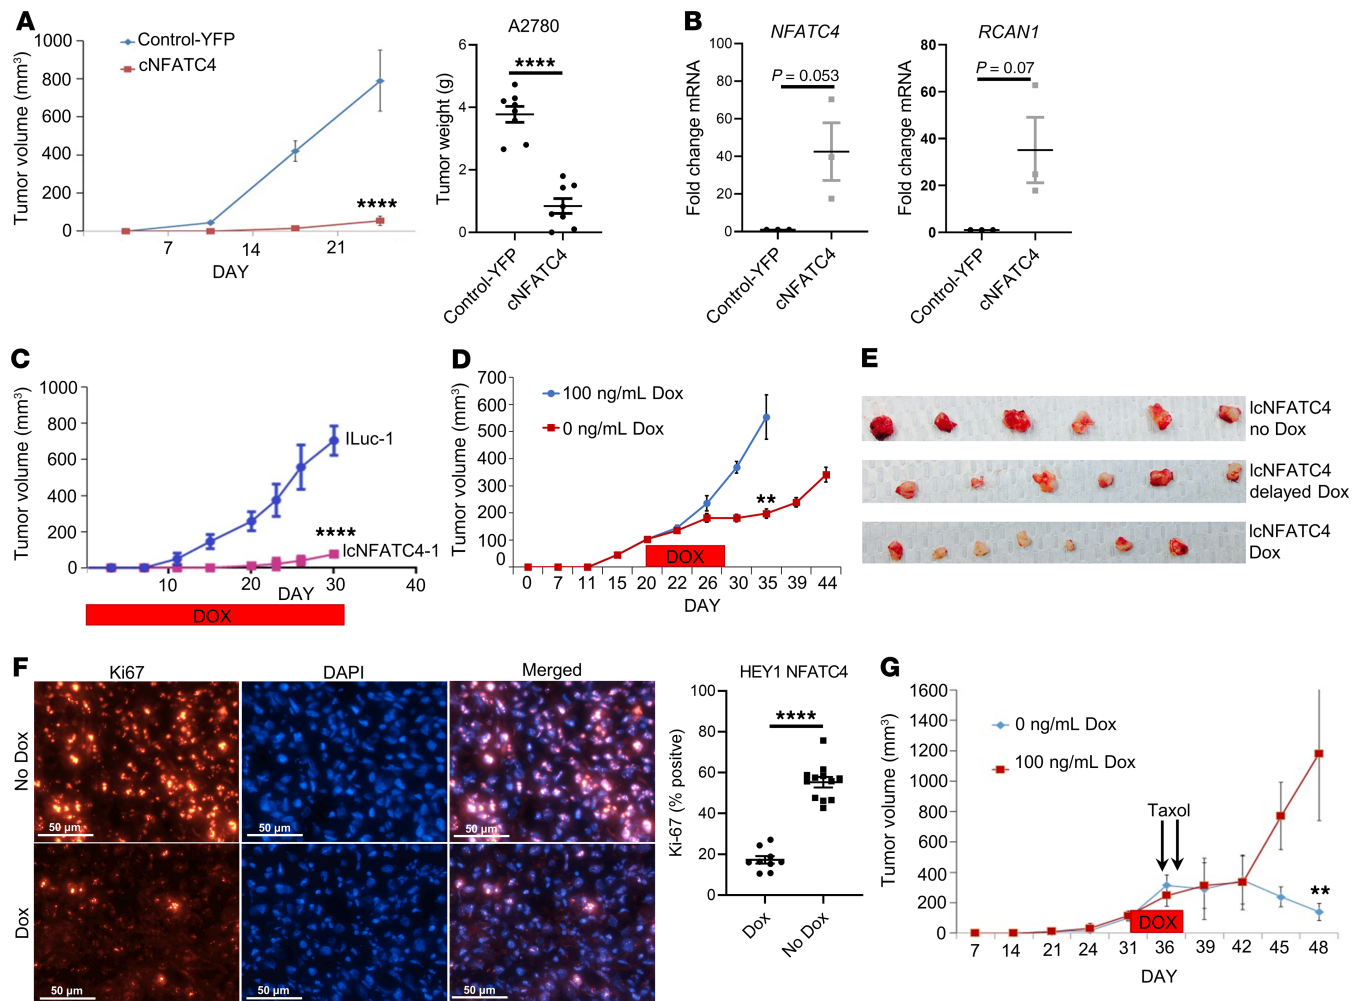 A
Control-YFP
cNFATC4
Tumor volume (mm³)
1000
800
600
400
200
0
7
14
21
DAY
****
A2780
Tumor weight (g)
6
4
2
0
****
Control-YFP
cNFATC4
B
NFATC4
Fold change mRNA
100
80
60
40
20
0
P = 0.053
Control-YFP
cNFATC4
RCAN1
Fold change mRNA
80
60
40
20
0
P = 0.07
Control-YFP
cNFATC4
C
Tumor volume (mm³)
1000
800
600
400
200
0
ILuc-1
****
IcNFATC4-1
10
20
30
40
DAY
DOX
D
Tumor volume (mm³)
700
600
500
400
300
200
100
0
100 ng/mL Dox
0 ng/mL Dox
**
DOX
0
7
11
15
20
22
26
30
35
39
44
DAY
E
IcNFATC4
no Dox
IcNFATC4
delayed Dox
IcNFATC4
Dox
F
Ki67
DAPI
Merged
No Dox
50 µm
50 µm
50 µm
Dox
50 µm
50 µm
50 µm
HEY1 NFATC4
Ki-67 (% positve)
100
80
60
40
20
0
****
Dox
No Dox
G
Tumor volume (mm³)
1600
1400
1200
1000
800
600
400
200
0
0 ng/mL Dox
100 ng/mL Dox
Taxol
**
DOX
7
14
21
24
31
36
39
42
45
48
DAY